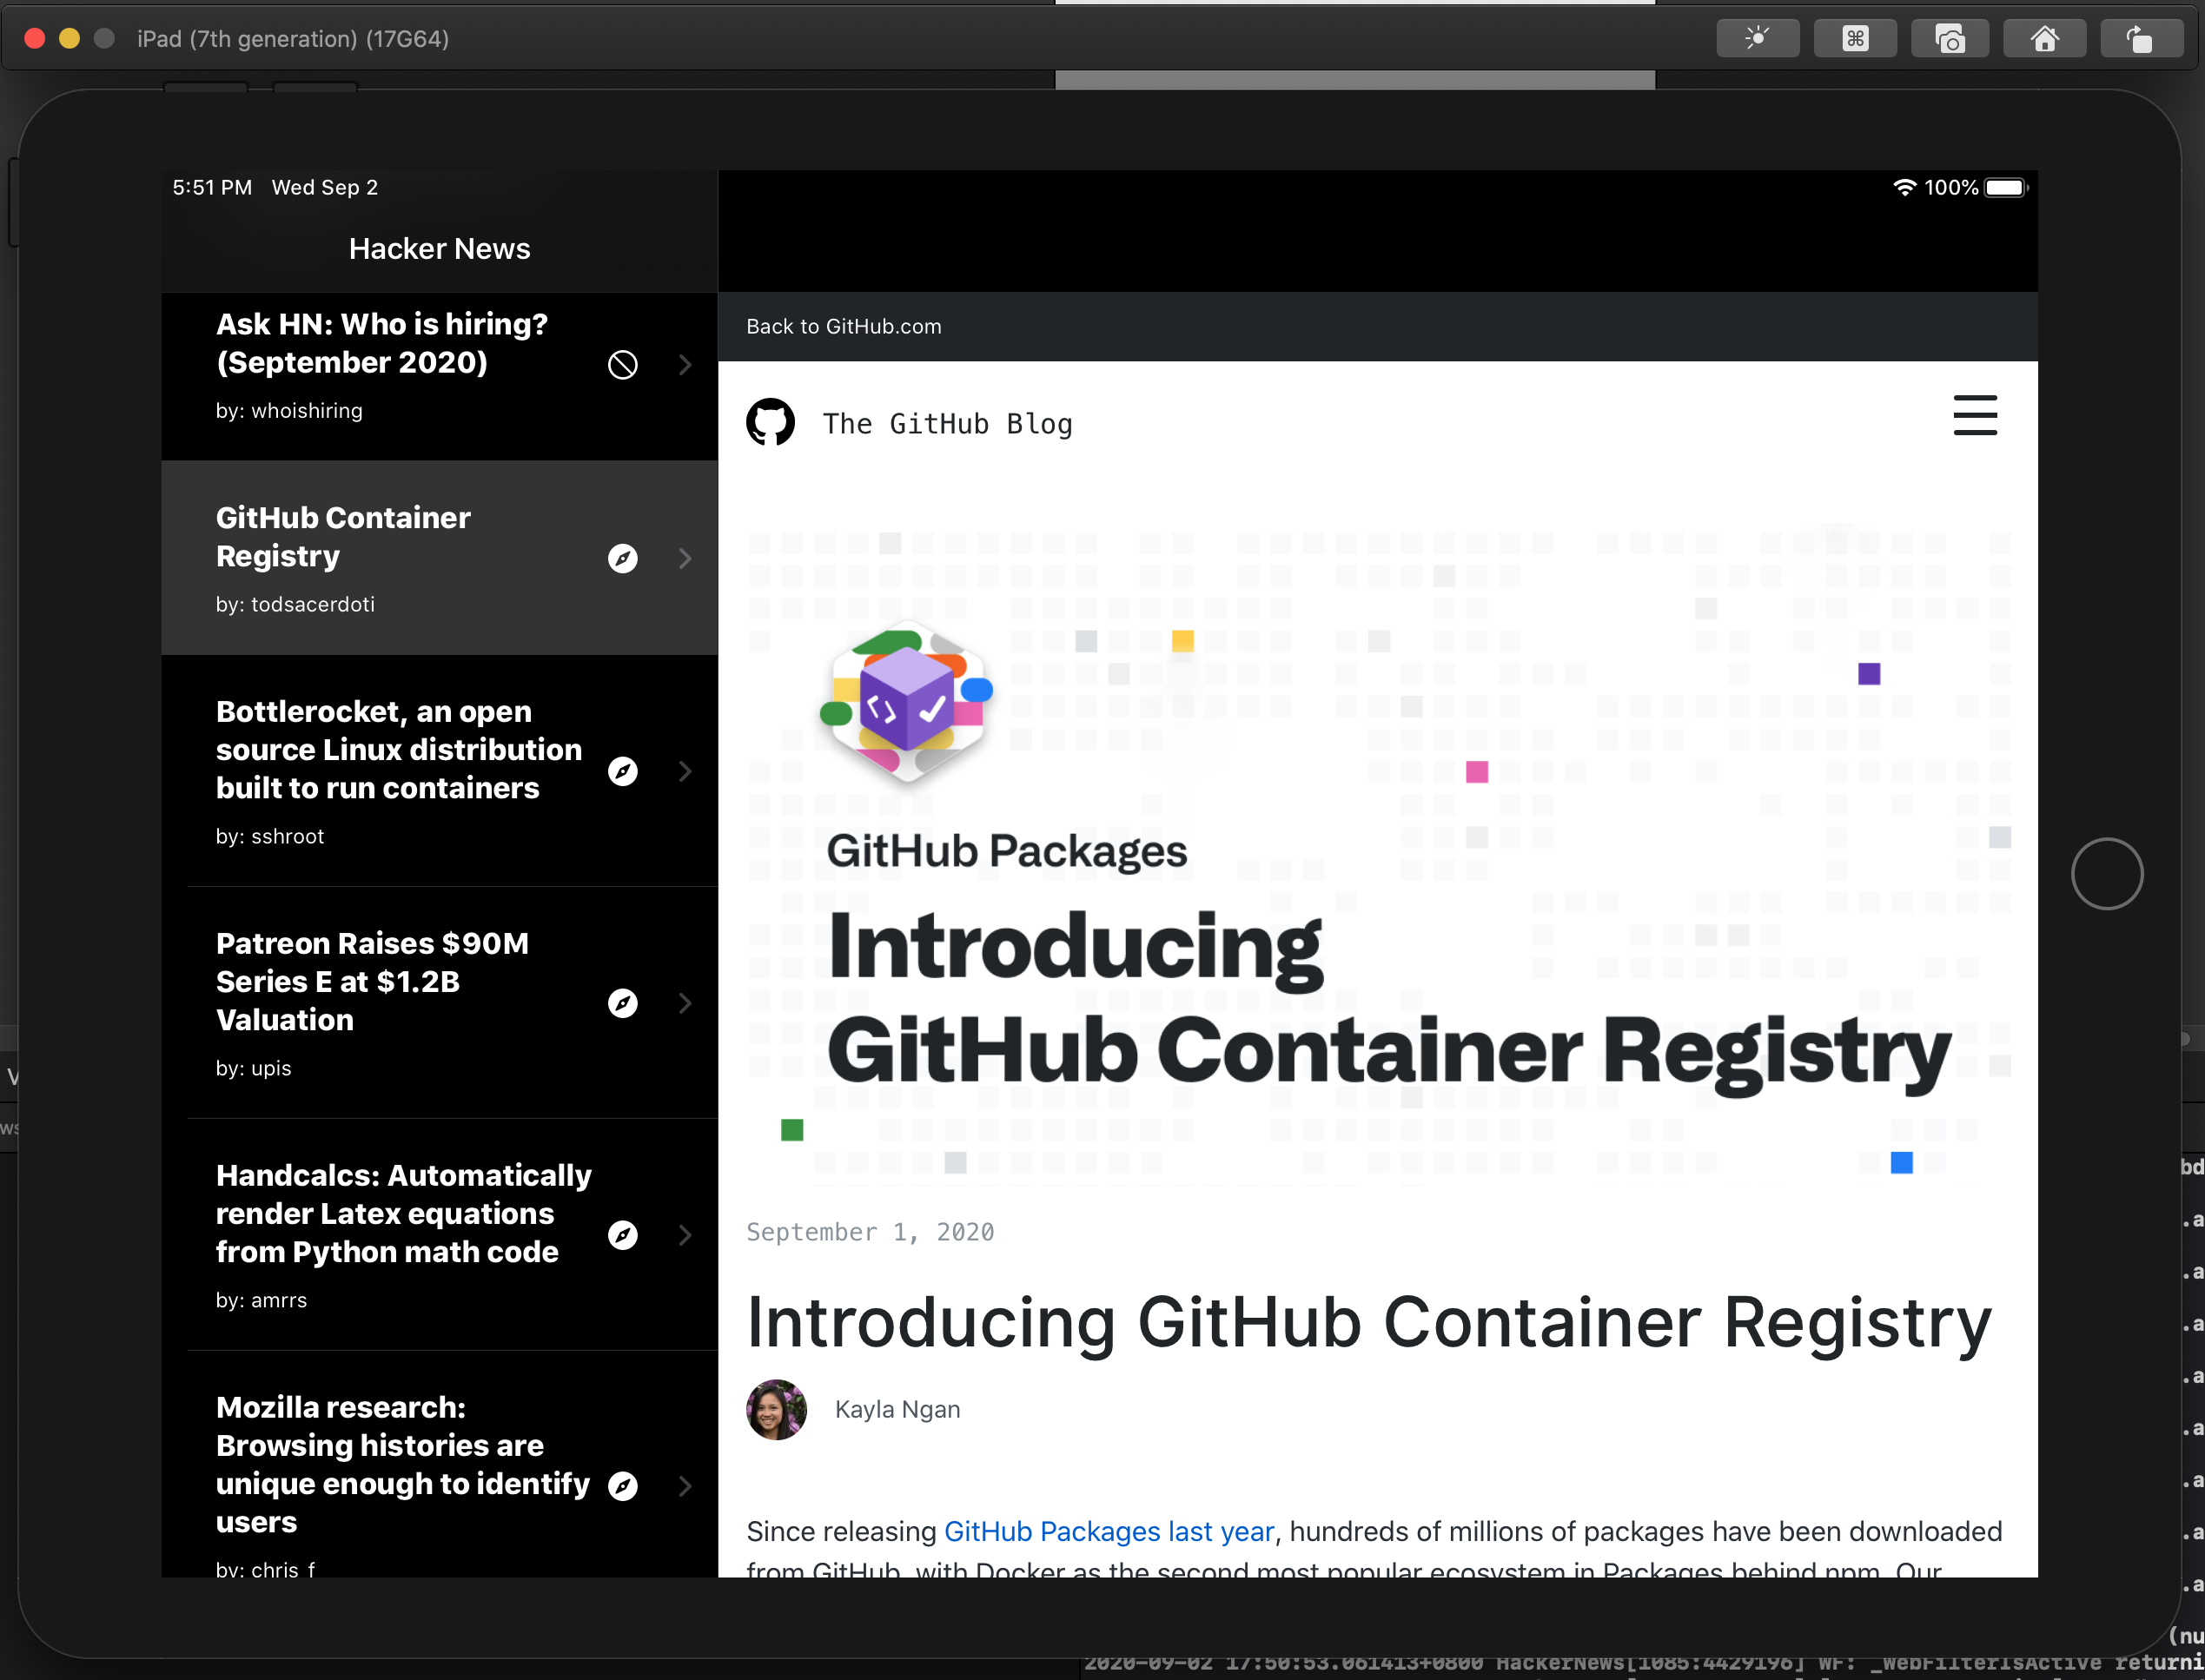 iPad (7th generation) (17G64)
5:51 PM Wed Sep 2
100%
Hacker News
Ask HN: Who is hiring?
(September 2020)
by: whoishiring
GitHub Container
Registry
by: todsacerdoti
Bottlerocket, an open
source Linux distribution
built to run containers
by: sshroot
Patreon Raises $90M
Series E at $1.2B
Valuation
by: upis
Handcalcs: Automatically
render Latex equations
from Python math code
by: amrrs
Mozilla research:
Browsing histories are
unique enough to identify
users
by: chris_f
Back to GitHub.com
The GitHub Blog
GitHub Packages
Introducing
GitHub Container Registry
September 1, 2020
Introducing GitHub Container Registry
Kayla Ngan
Since releasing GitHub Packages last year, hundreds of millions of packages have been downloaded
from GitHub, with Docker as the second most popular ecosystem in Packages behind npm. Our
2020-09-02 17:50:53.061413+0800 HackerNews[1085:4429196] WF: _WebFilterIsActive returni